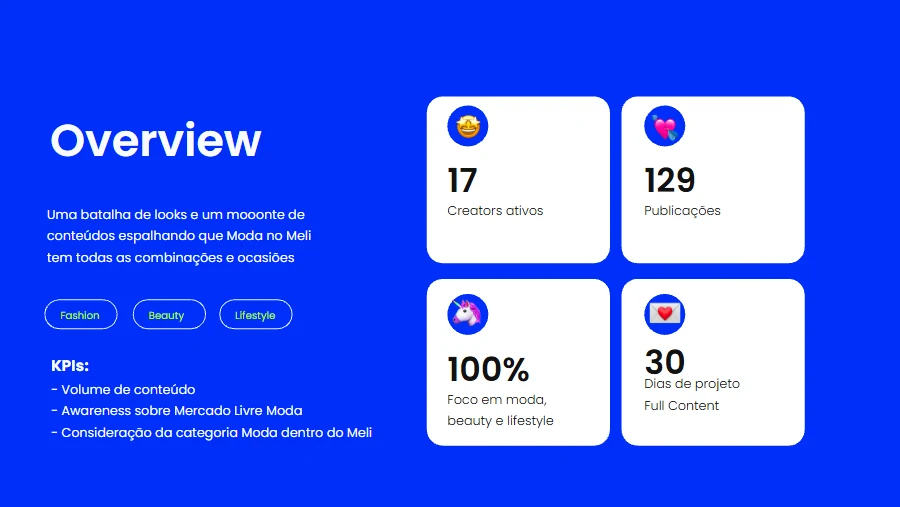 Overview
Uma batalha de looks e um mooonte de
conteúdos espalhando que Moda no Meli
tem todas as combinações e ocasiões
Fashion
Beauty
Lifestyle
KPIs:
- Volume de conteúdo
- Awareness sobre Mercado Livre Moda
- Consideração da categoria Moda dentro do Meli
17
Creators ativos
129
Publicações
100%
Foco em moda,
beauty e lifestyle
30
Dias de projeto
Full Content